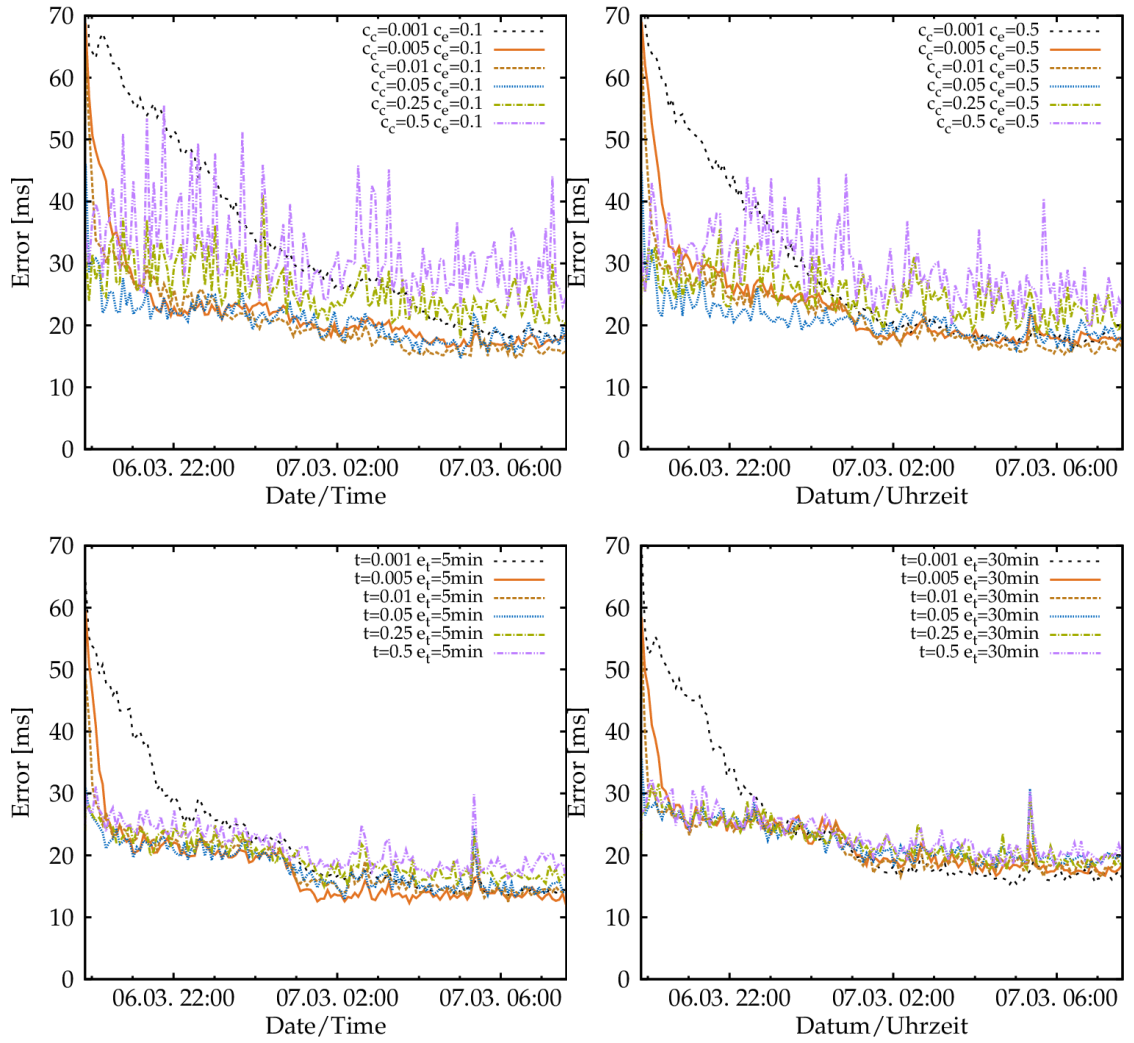 70
60
50
40
30
20
10
0
Error [ms]
c_c=0.001 c_e=0.1
c_c=0.005 c_e=0.1
c_c=0.01 c_e=0.1
c_c=0.05 c_e=0.1
c_c=0.25 c_e=0.1
c_c=0.5 c_e=0.1
06.03. 22:00 07.03. 02:00 07.03. 06:00
Date/Time
70
60
50
40
30
20
10
0
Error [ms]
c_c=0.001 c_e=0.5
c_c=0.005 c_e=0.5
c_c=0.01 c_e=0.5
c_c=0.05 c_e=0.5
c_c=0.25 c_e=0.5
c_c=0.5 c_e=0.5
06.03. 22:00 07.03. 02:00 07.03. 06:00
Datum/Uhrzeit
70
60
50
40
30
20
10
0
Error [ms]
t=0.001 e_t=5min
t=0.005 e_t=5min
t=0.01 e_t=5min
t=0.05 e_t=5min
t=0.25 e_t=5min
t=0.5 e_t=5min
06.03. 22:00 07.03. 02:00 07.03. 06:00
Date/Time
70
60
50
40
30
20
10
0
Error [ms]
t=0.001 e_t=30min
t=0.005 e_t=30min
t=0.01 e_t=30min
t=0.05 e_t=30min
t=0.25 e_t=30min
t=0.5 e_t=30min
06.03. 22:00 07.03. 02:00 07.03. 06:00
Datum/Uhrzeit